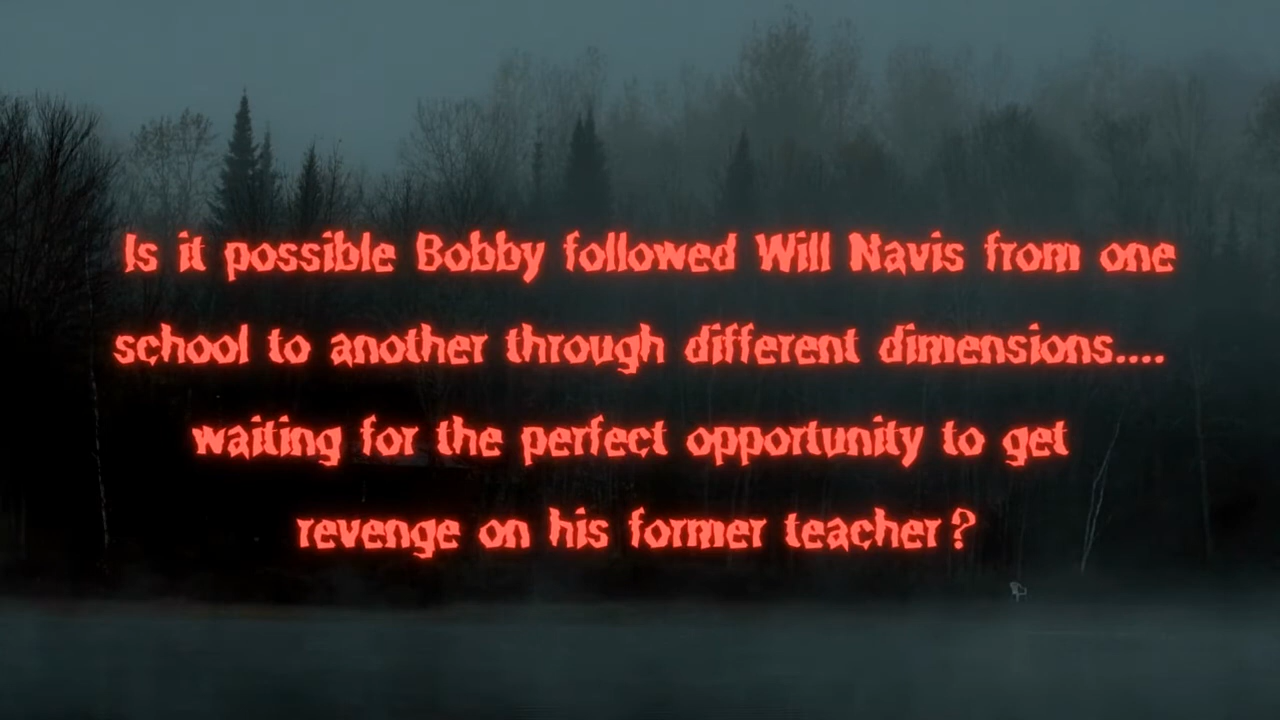 Is it possible Bobby followed Will Navis from one
school to another through different dimensions....
waiting for the perfect opportunity to get
revenge on his former teacher?